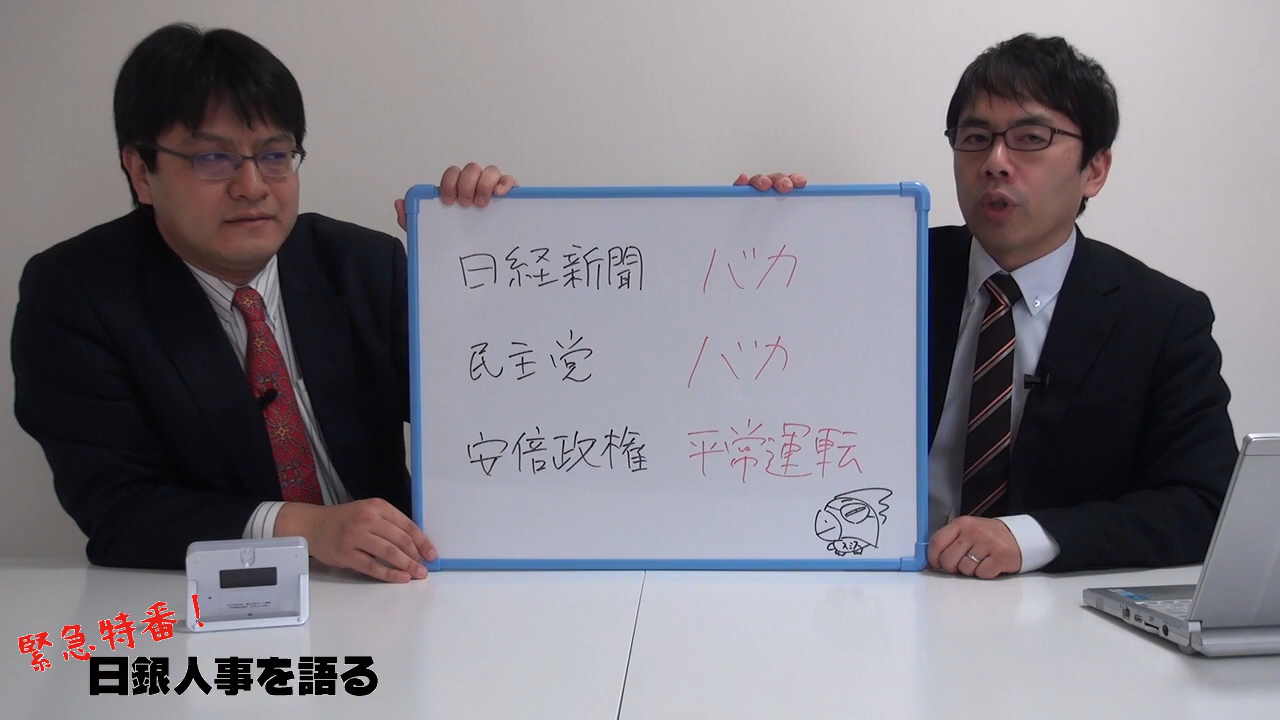 日経新聞 バカ
民主党 バカ
安倍政権 平常運転
緊急特番！
日銀人事を語る